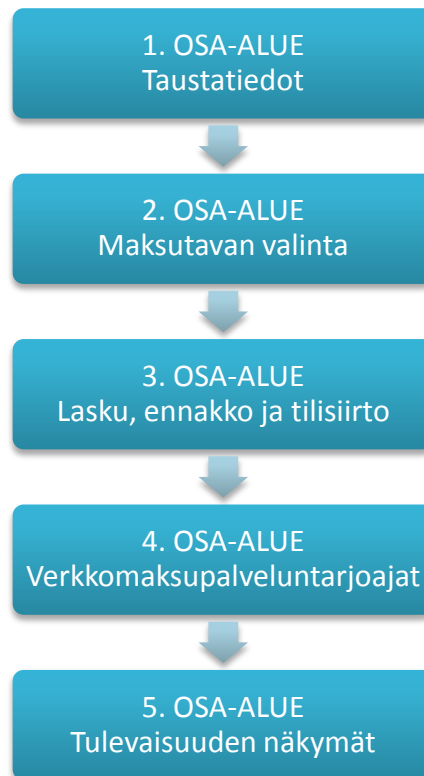 1. OSA-ALUE
Taustatiedot
2. OSA-ALUE
Maksutavan valinta
3. OSA-ALUE
Lasku, ennakko ja tilisiirto
4. OSA-ALUE
Verkkomaksupalveluntarjoajat
5. OSA-ALUE
Tulevaisuuden näkymät